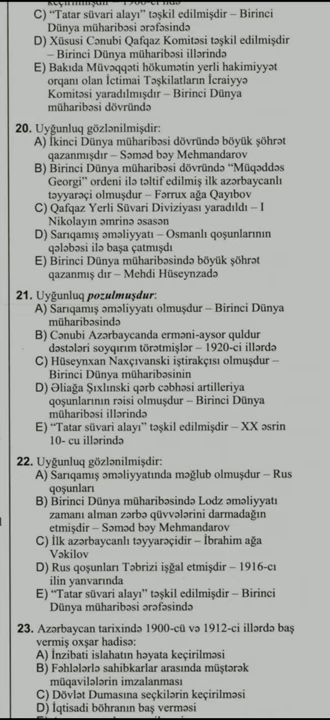 C) "Tatar süvari alayı" təşkil edilmişdir – Birinci
Dünya müharibəsi ərəfəsində
D) Xüsusi Cənubi Qafqaz Komitəsi təşkil edilmişdir
– Birinci Dünya müharibəsi illərində
E) Bakıda Müvəqqəti hökumətin yerli hakimiyyət
orqanı olan İctimai Təşkilatların İcraiyyə
Komitəsi yaradılmışdır – Birinci Dünya
müharibəsi dövründə
20. Uyğunluq gözlənilmişdir:
A) İkinci Dünya müharibəsi dövründə böyük şöhrət
qazanmışdır – Səməd bəy Mehmandarov
B) Birinci Dünya müharibəsi dövründə "Müqəddəs
Georgi" ordeni ilə təltif edilmiş ilk azərbaycanlı
təyyarəçi olmuşdur – Fərrux ağa Qayıbov
C) Qafqaz Yerli Süvari Diviziyası yaradıldı – I
Nikolayın əmrinə əsasən
D) Sarıqamış əməliyyatı – Osmanlı qoşunlarının
qələbəsi ilə başa çatmışdı
E) Birinci Dünya müharibəsində böyük şöhrət
qazanmış dır – Mehdi Hüseynzadə
21. Uyğunluq pozulmuşdur:
A) Sarıqamış əməliyyatı olmuşdur – Birinci Dünya
müharibəsində
B) Cənubi Azərbaycanda erməni-aysor quldur
dəstələri soyqırım törətmişlər – 1920-ci illərdə
C) Hüseynxan Naxçıvanski iştirakçısı olmuşdur –
Birinci Dünya müharibəsinin
D) Əliağa Şıxlınski qərb cəbhəsi artilleriya
qoşunlarının rəisi olmuşdur – Birinci Dünya
müharibəsi illərində
E) "Tatar süvari alayı" təşkil edilmişdir – XX əsrin
10- cu illərində
22. Uyğunluq gözlənilmişdir:
A) Sarıqamış əməliyyatında məğlub olmuşdur – Rus
qoşunları
B) Birinci Dünya müharibəsində Lodz əməliyyatı
zamanı alman zərbə qüvvələrini darmadağın
etmişdir – Səməd bəy Mehmandarov
C) İlk azərbaycanlı təyyarəçidir – İbrahim ağa
Vəkilov
D) Rus qoşunları Təbrizi işğal etmişdir – 1916-cı
ilin yanvarında
E) "Tatar süvari alayı" təşkil edilmişdir – Birinci
Dünya müharibəsi ərəfəsində
23. Azərbaycan tarixində 1900-cü və 1912-ci illərdə baş
vermiş oxşar hadisə:
A) İnzibati islahatın həyata keçirilməsi
B) Fəhlələrlə sahibkarlar arasında müştərək
müqavilələrin imzalanması
C) Dövlət Dumasına seçkilərin keçirilməsi
D) İqtisadi böhranın baş verməsi